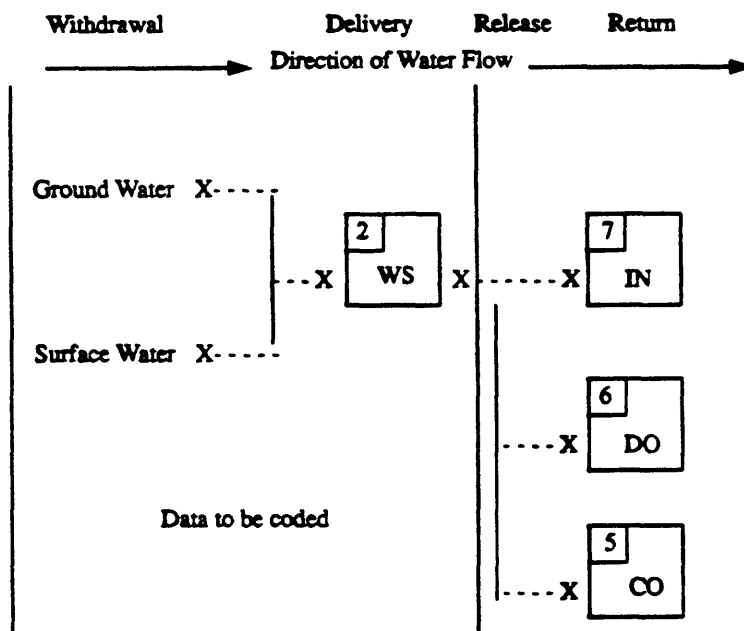 Withdrawal Delivery Release Return
Direction of Water Flow
Ground Water X
2 7
X WS X X IN
Surface Water X
6
X DO
Data to be coded
5
X CO